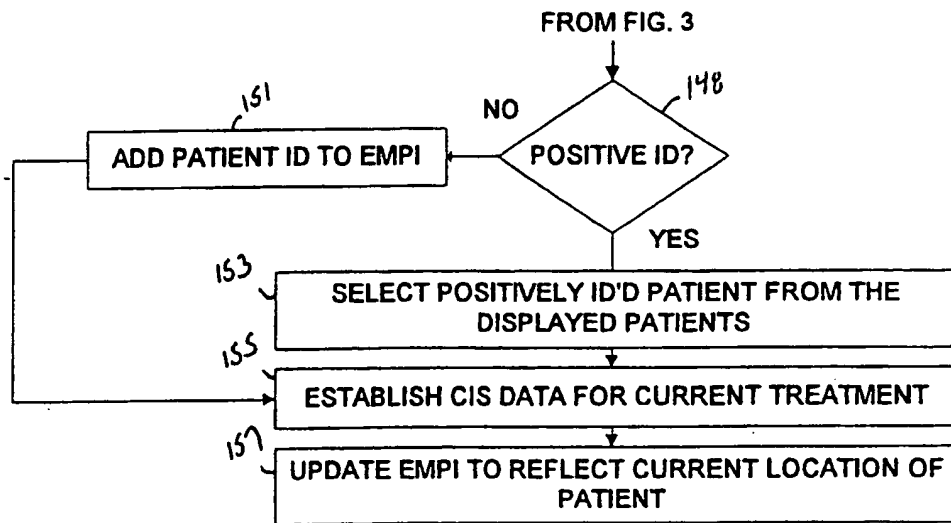 FROM FIG. 3
148
NO
POSITIVE ID?
151
ADD PATIENT ID TO EMPI
YES
153
SELECT POSITIVELY ID'D PATIENT FROM THE
DISPLAYED PATIENTS
155
ESTABLISH CIS DATA FOR CURRENT TREATMENT
157
UPDATE EMPI TO REFLECT CURRENT LOCATION OF
PATIENT